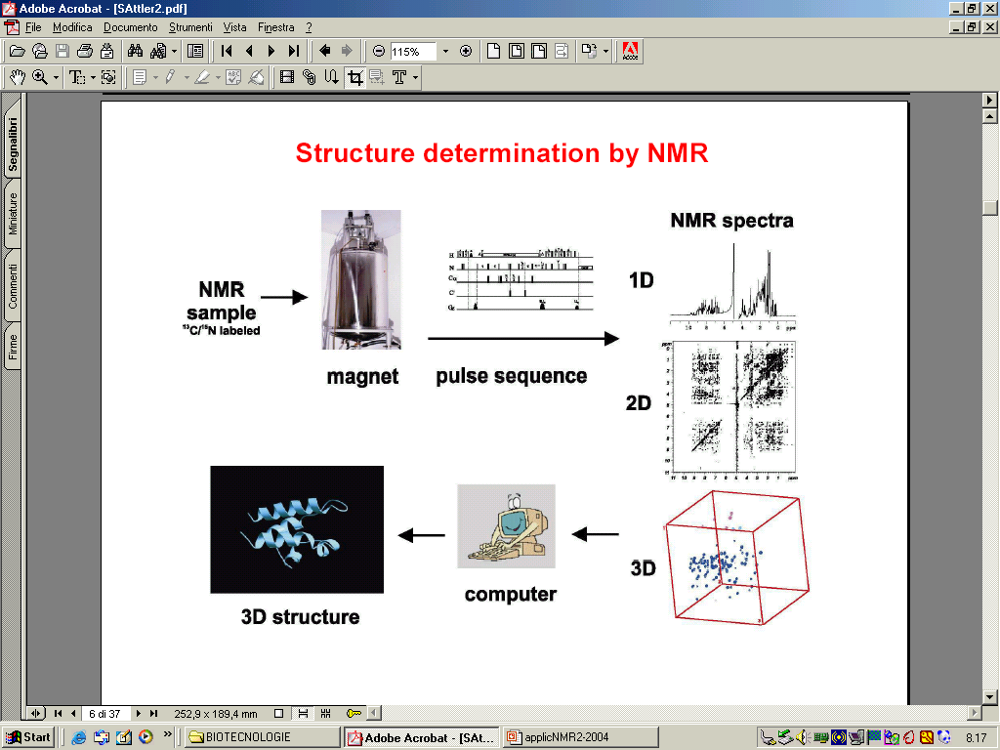 Adobe Acrobat - [SAttler2.pdf]
File Modifica Documento Strumenti Vista Finestra ?
115%
Segnalibri
Miniature
Commenti
Firme
Structure determination by NMR
NMR spectra
NMR
sample
13C/15N labeled
magnet
pulse sequence
1D
2D
3D
3D structure
computer
6 di 37
252,9 x 189,4 mm
Start
BIOTECNOLOGIE
Adobe Acrobat - [SAt...
applicNMR2-2004
8.17